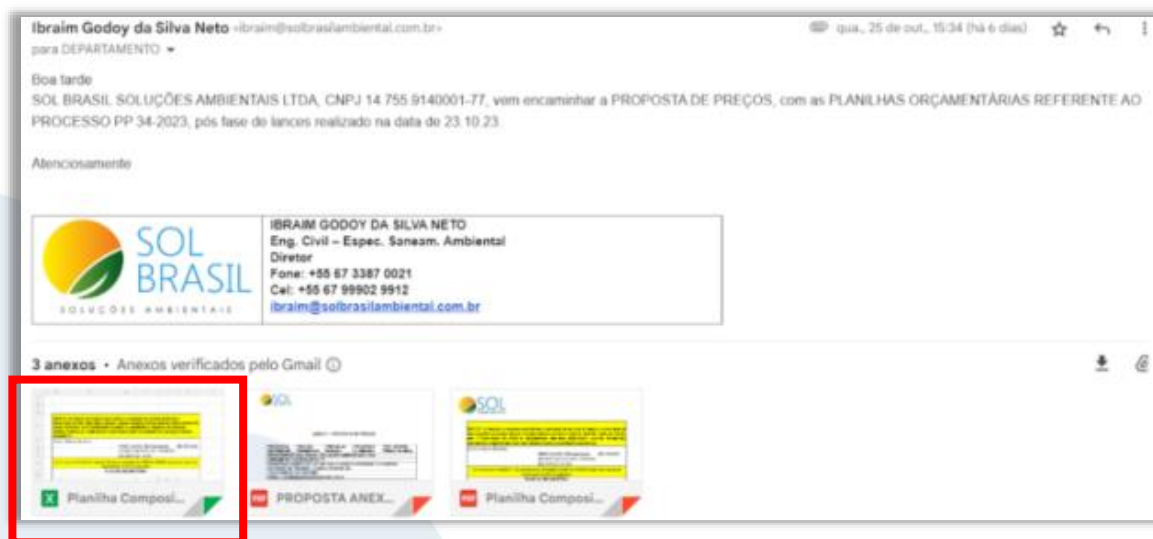 Ibraim Godoy da Silva Neto <ibraim@solbrasilambiental.com.br>
qua., 25 de out., 15:34 (há 6 dias)
para DEPARTAMENTO
Boa tarde
SOL BRASIL SOLUÇÕES AMBIENTAIS LTDA, CNPJ 14 755.9140001-77, vem encaminhar a PROPOSTA DE PREÇOS, com as PLANILHAS ORÇAMENTÁRIAS REFERENTE AO
PROCESSO PP 34-2023, pós fase de lances realizado na data de 23.10.23.
Atenciosamente
SOL
BRASIL
SOLUÇÕES AMBIENTAIS
IBRAIM GODOY DA SILVA NETO
Eng. Civil – Espec. Saneam. Ambiental
Diretor
Fone: +55 67 3387 0021
Cel: +55 67 99902 9912
ibraim@solbrasilambiental.com.br
3 anexos • Anexos verificados pelo Gmail
SOL
SOL
Planilha Composi...
PROPOSTA ANEX...
Planilha Composi...